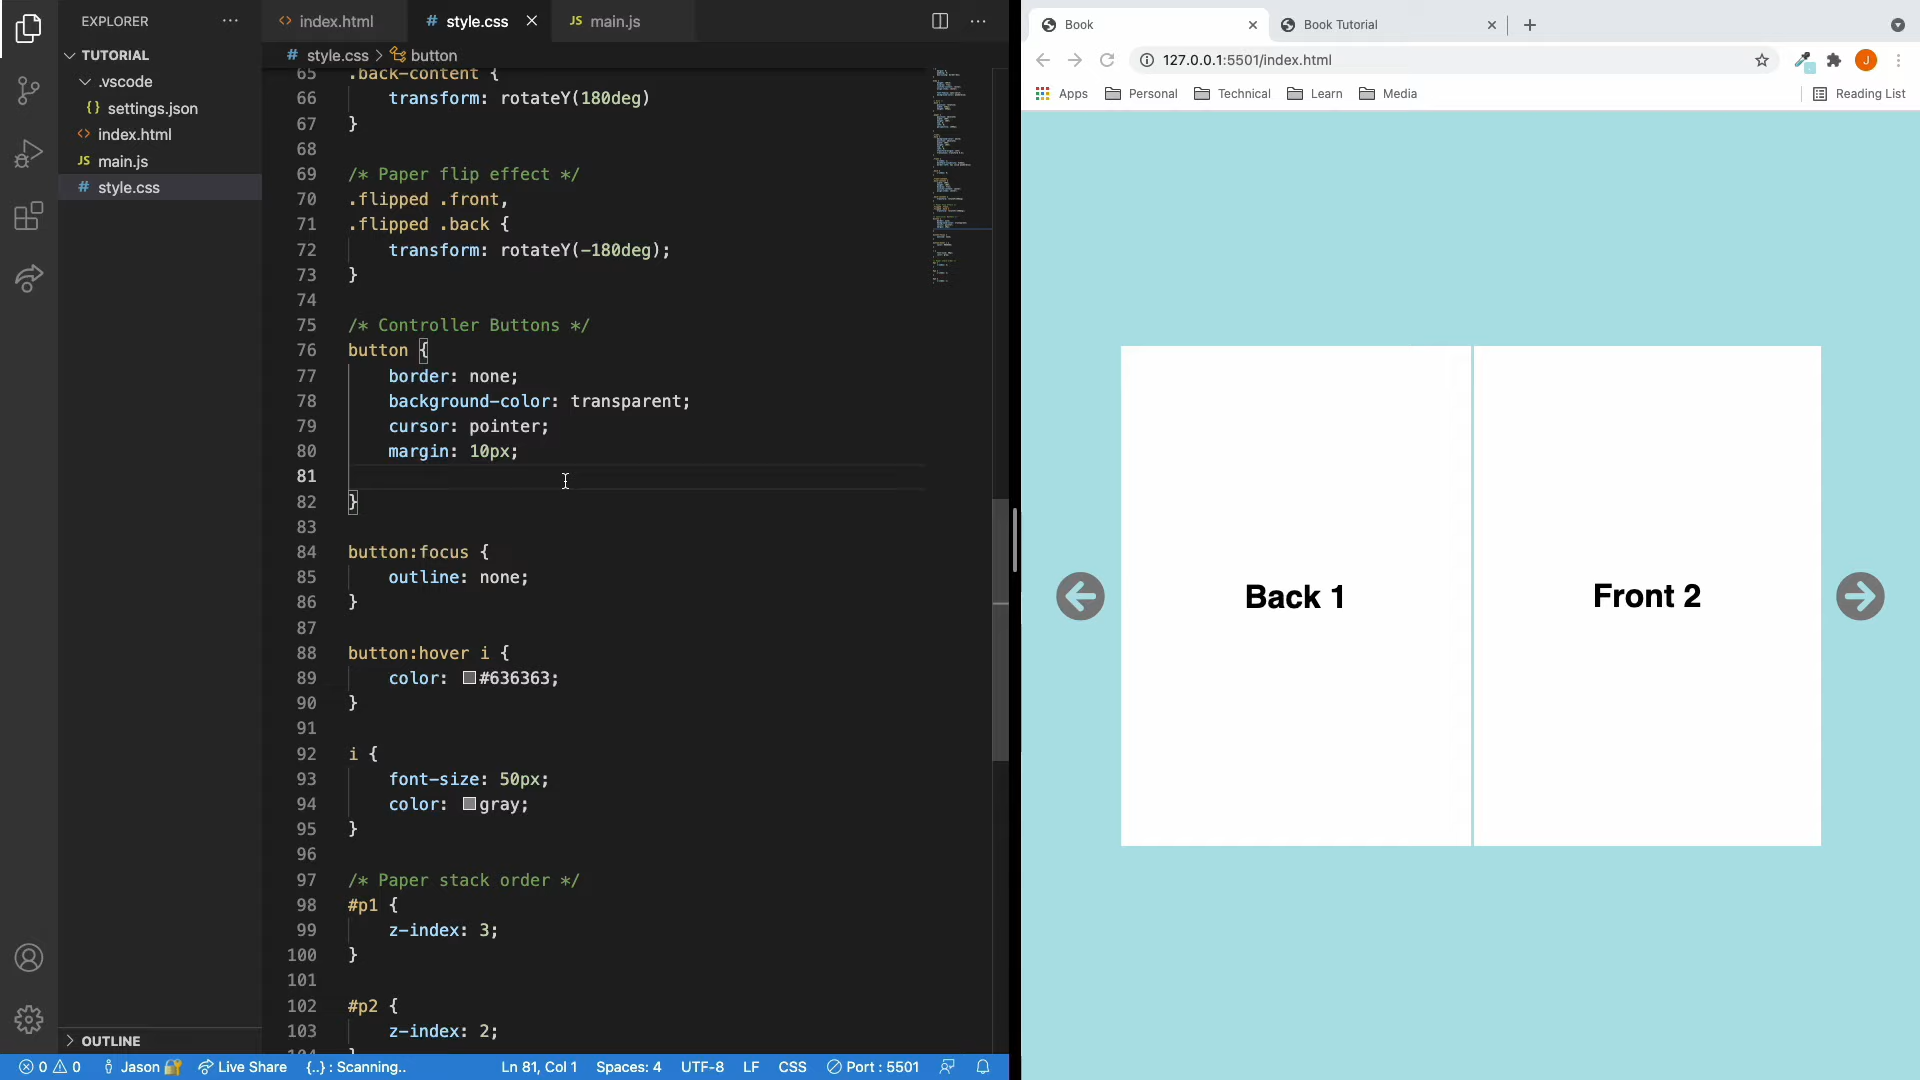 EXPLORER
TUTORIAL
.vscode
{} settings.json
<> index.html
JS main.js
# style.css
OUTLINE
<> index.html
# style.css
JS main.js
# style.css > button
65 .back-content {
66 transform: rotateY(180deg)
67 }
68
69 /* Paper flip effect */
70 .flipped .front,
71 .flipped .back {
72 transform: rotateY(-180deg);
73 }
74
75 /* Controller Buttons */
76 button {
77 border: none;
78 background-color: transparent;
79 cursor: pointer;
80 margin: 10px;
81
82 }
83
84 button:focus {
85 outline: none;
86 }
87
88 button:hover i {
89 color: #636363;
90 }
91
92 i {
93 font-size: 50px;
94 color: gray;
95 }
96
97 /* Paper stack order */
98 #p1 {
99 z-index: 3;
100 }
101
102 #p2 {
103 z-index: 2;
104 }
0 0 Jason Live Share {..} : Scanning.. Ln 81, Col 1 Spaces: 4 UTF-8 LF CSS Port : 5501
Book
Book Tutorial
127.0.0.1:5501/index.html
J
Apps Personal Technical Learn Media Reading List
Back 1
Front 2